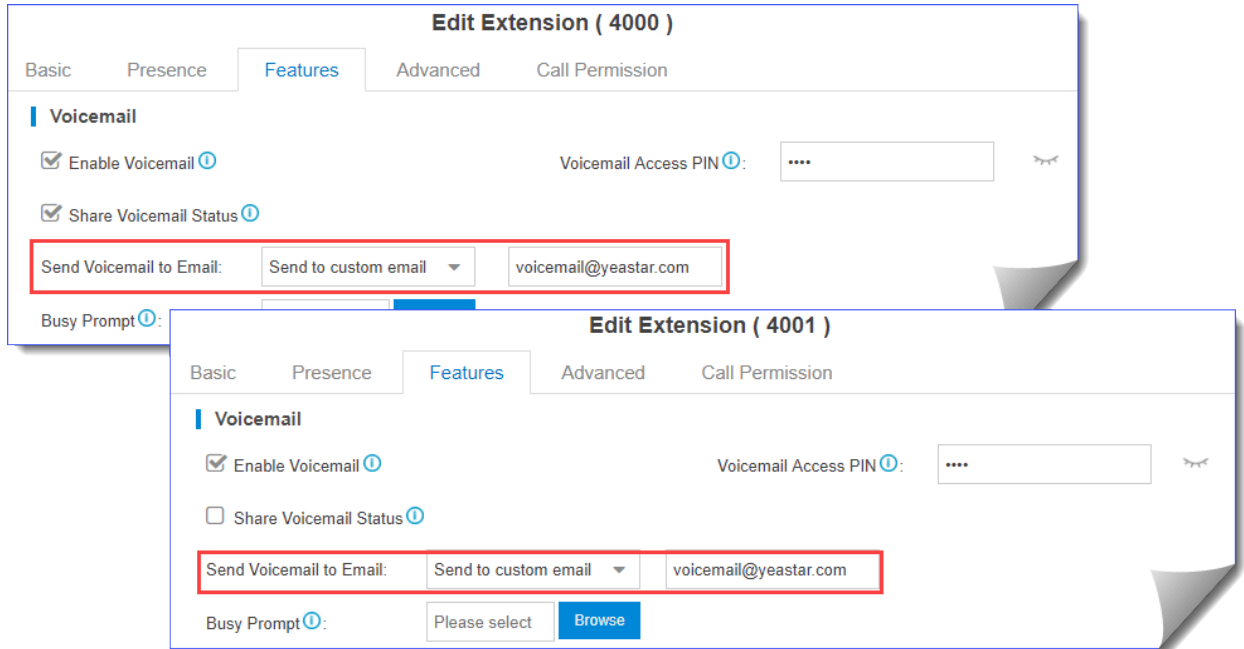 Edit Extension ( 4000 )
Basic Presence Features Advanced Call Permission
Voicemail
Enable Voicemail Voicemail Access PIN : ••••
Share Voicemail Status
Send Voicemail to Email: Send to custom email voicemail@yeastar.com
Busy Prompt :
Edit Extension ( 4001 )
Basic Presence Features Advanced Call Permission
Voicemail
Enable Voicemail Voicemail Access PIN : ••••
Share Voicemail Status
Send Voicemail to Email: Send to custom email voicemail@yeastar.com
Busy Prompt : Please select Browse